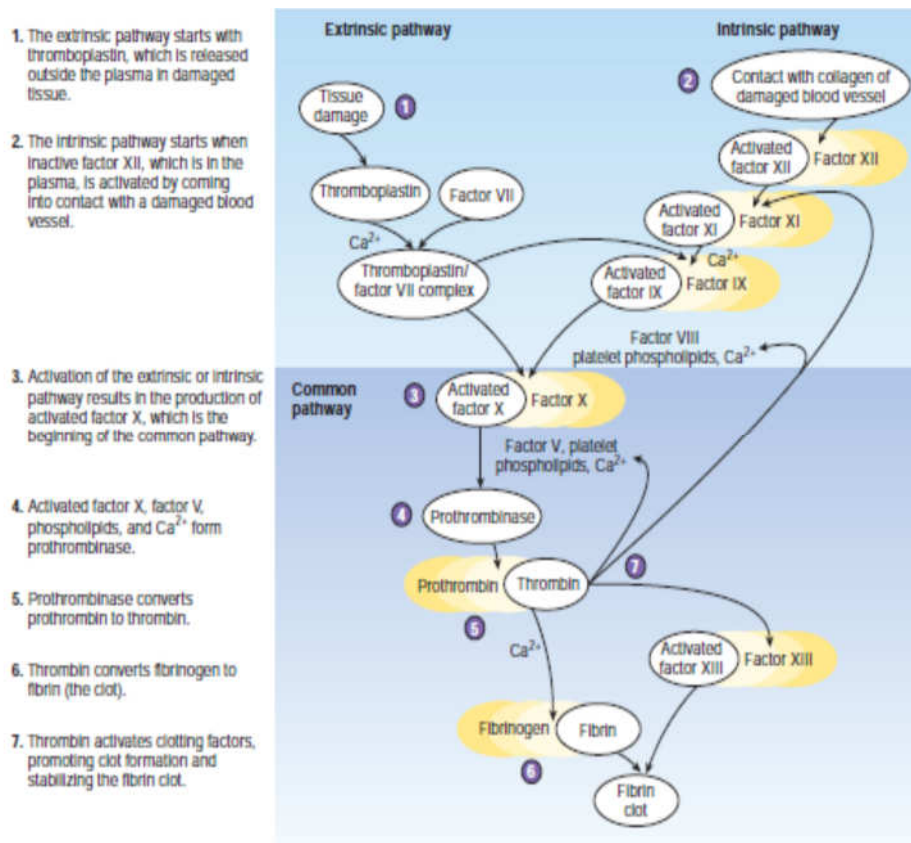 1. The extrinsic pathway starts with
thromboplastin, which is released
outside the plasma in damaged
tissue.
2. The intrinsic pathway starts when
inactive factor XII, which is in the
plasma, is activated by coming
into contact with a damaged blood
vessel.
3. Activation of the extrinsic or intrinsic
pathway results in the production of
activated factor X, which is the
beginning of the common pathway.
4. Activated factor X, factor V,
phospholipids, and Ca²⁺ form
prothrombinase.
5. Prothrombinase converts
prothrombin to thrombin.
6. Thrombin converts fibrinogen to
fibrin (the clot).
7. Thrombin activates clotting factors,
promoting clot formation and
stabilizing the fibrin clot.
Extrinsic pathway
Intrinsic pathway
Tissue
damage
1
2
Contact with collagen of
damaged blood vessel
Activated
factor XII
Factor XII
Thromboplastin
Factor VII
Activated
factor XI
Factor XI
Ca²⁺
Ca²⁺
Thromboplastin/
factor VII complex
Activated
factor IX
Factor IX
Factor VIII
platelet phospholipids, Ca²⁺
Common
pathway
3
Activated
factor X
Factor X
Factor V, platelet
phospholipids, Ca²⁺
4
Prothrombinase
Prothrombin
Thrombin
7
5
Ca²⁺
Activated
factor XIII
Factor XIII
Fibrinogen
Fibrin
6
Fibrin
clot